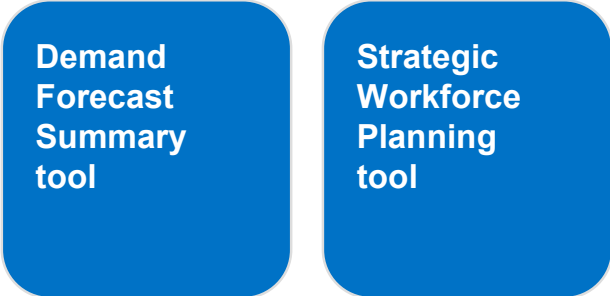 Demand
Forecast
Summary
tool
Strategic
Workforce
Planning
tool